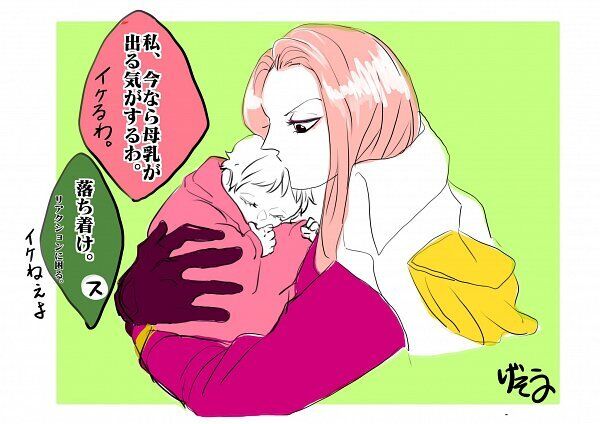 私、今なら母乳が
出る気がするわ。
イケるわ。
落ち着け。
ス
リアクションに困る。
イケねえよ
げそう